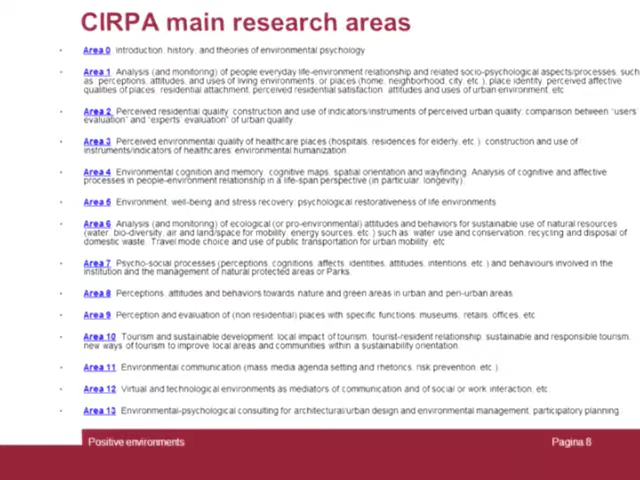 CIRPA main research areas
Area 0. Introduction, history, and theories of environmental psychology
Area 1. Analysis (and monitoring) of people everyday life-environment relationship and related socio-psychological aspects/processes, such
as: perceptions, attitudes, and uses of living environments, or places (home, neighborhood, city, etc.), place identity, perceived affective
qualities of places, residential attachment, perceived residential satisfaction, attitudes and uses of urban environment, etc
Area 2. Perceived residential quality: construction and use of indicators/instruments of perceived urban quality; comparison between "users'
evaluation" and "experts' evaluation" of urban quality.
Area 3. Perceived environmental quality of healthcare places (hospitals, residences for elderly, etc.): construction and use of
instruments/indicators of healthcares' environmental humanization.
Area 4. Environmental cognition and memory, cognitive maps, spatial orientation and wayfinding. Analysis of cognitive and affective
processes in people-environment relationship in a life-span perspective (in particular, longevity).
Area 5. Environment, well-being and stress recovery: psychological restorativeness of life environments
Area 6. Analysis (and monitoring) of ecological (or pro-environmental) attitudes and behaviors for sustainable use of natural resources
(water, bio-diversity, air and land/space for mobility, energy sources, etc.) such as: water use and conservation, recycling and disposal of
domestic waste. Travel mode choice and use of public transportation for urban mobility, etc
Area 7. Psycho-social processes (perceptions, cognitions, affects, identities, attitudes, intentions, etc.) and behaviours involved in the
institution and the management of natural protected areas or Parks.
Area 8. Perceptions, attitudes and behaviors towards nature and green areas in urban and peri-urban areas.
Area 9. Perception and evaluation of (non residential) places with specific functions: museums, retails, offices, etc
Area 10. Tourism and sustainable development: local impact of tourism, tourist-resident relationship, sustainable and responsible tourism,
new ways of tourism to improve local areas and communities within a sustainability orientation.
Area 11. Environmental communication (mass media agenda setting and rhetorics, risk prevention, etc.).
Area 12. Virtual and technological environments as mediators of communication and of social or work interaction, etc.
Area 13. Environmental-psychological consulting for architectural/urban design and environmental management, participatory planning.
Positive environments
Pagina 8